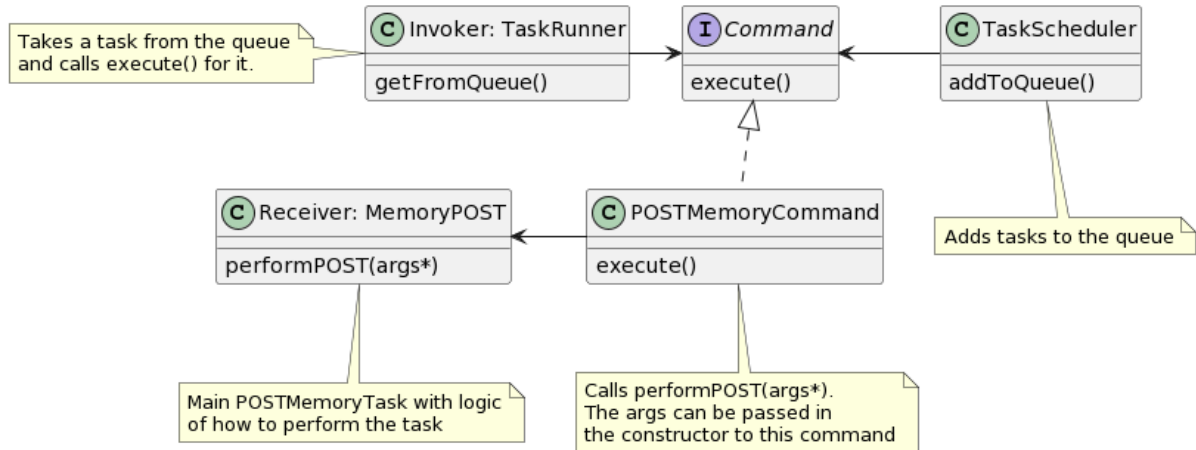 Takes a task from the queue
and calls execute() for it.
C Invoker: TaskRunner
getFromQueue()
I Command
execute()
C TaskScheduler
addToQueue()
C Receiver: MemoryPOST
performPOST(args*)
C POSTMemoryCommand
execute()
Adds tasks to the queue
Main POSTMemoryTask with logic
of how to perform the task
Calls performPOST(args*).
The args can be passed in
the constructor to this command